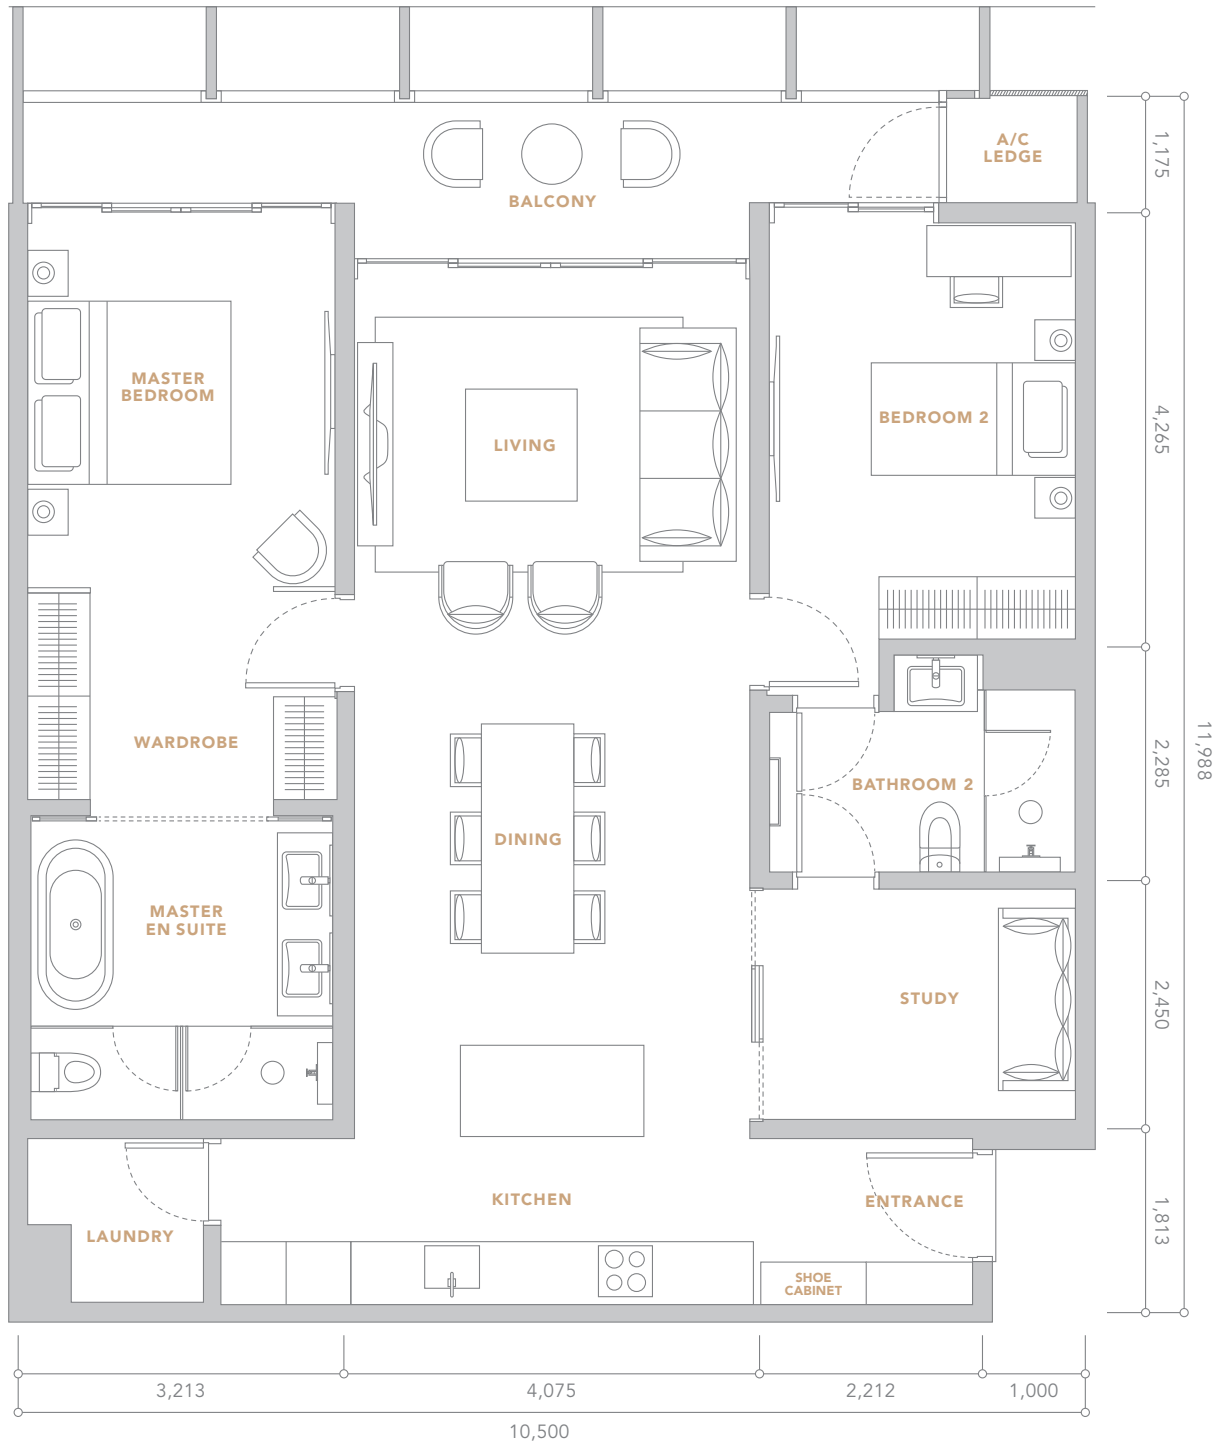 A/C
LEDGE
1,175
BALCONY
MASTER
BEDROOM
LIVING
BEDROOM 2
4,265
WARDROBE
BATHROOM 2
2,285
11,988
DINING
MASTER
EN SUITE
STUDY
2,450
KITCHEN
ENTRANCE
1,813
LAUNDRY
SHOE
CABINET
3,213
4,075
2,212
1,000
10,500